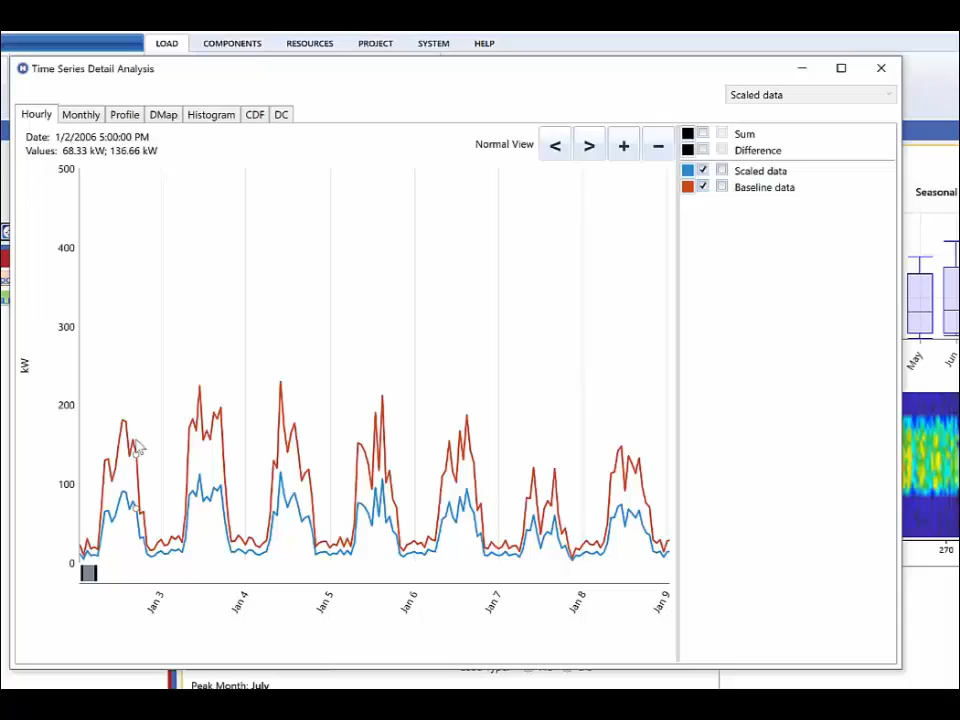 LOAD COMPONENTS RESOURCES PROJECT SYSTEM HELP
Time Series Detail Analysis
Scaled data
Hourly Monthly Profile DMap Histogram CDF DC
Date: 1/2/2006 5:00:00 PM
Values: 68.33 kW; 136.66 kW
Normal View < > + -
Sum
Difference
Scaled data
Baseline data
Seasonal
500
400
300
200
100
0
kW
Jan 3 Jan 4 Jan 5 Jan 6 Jan 7 Jan 8 Jan 9
May Jun
270
Peak Month: July